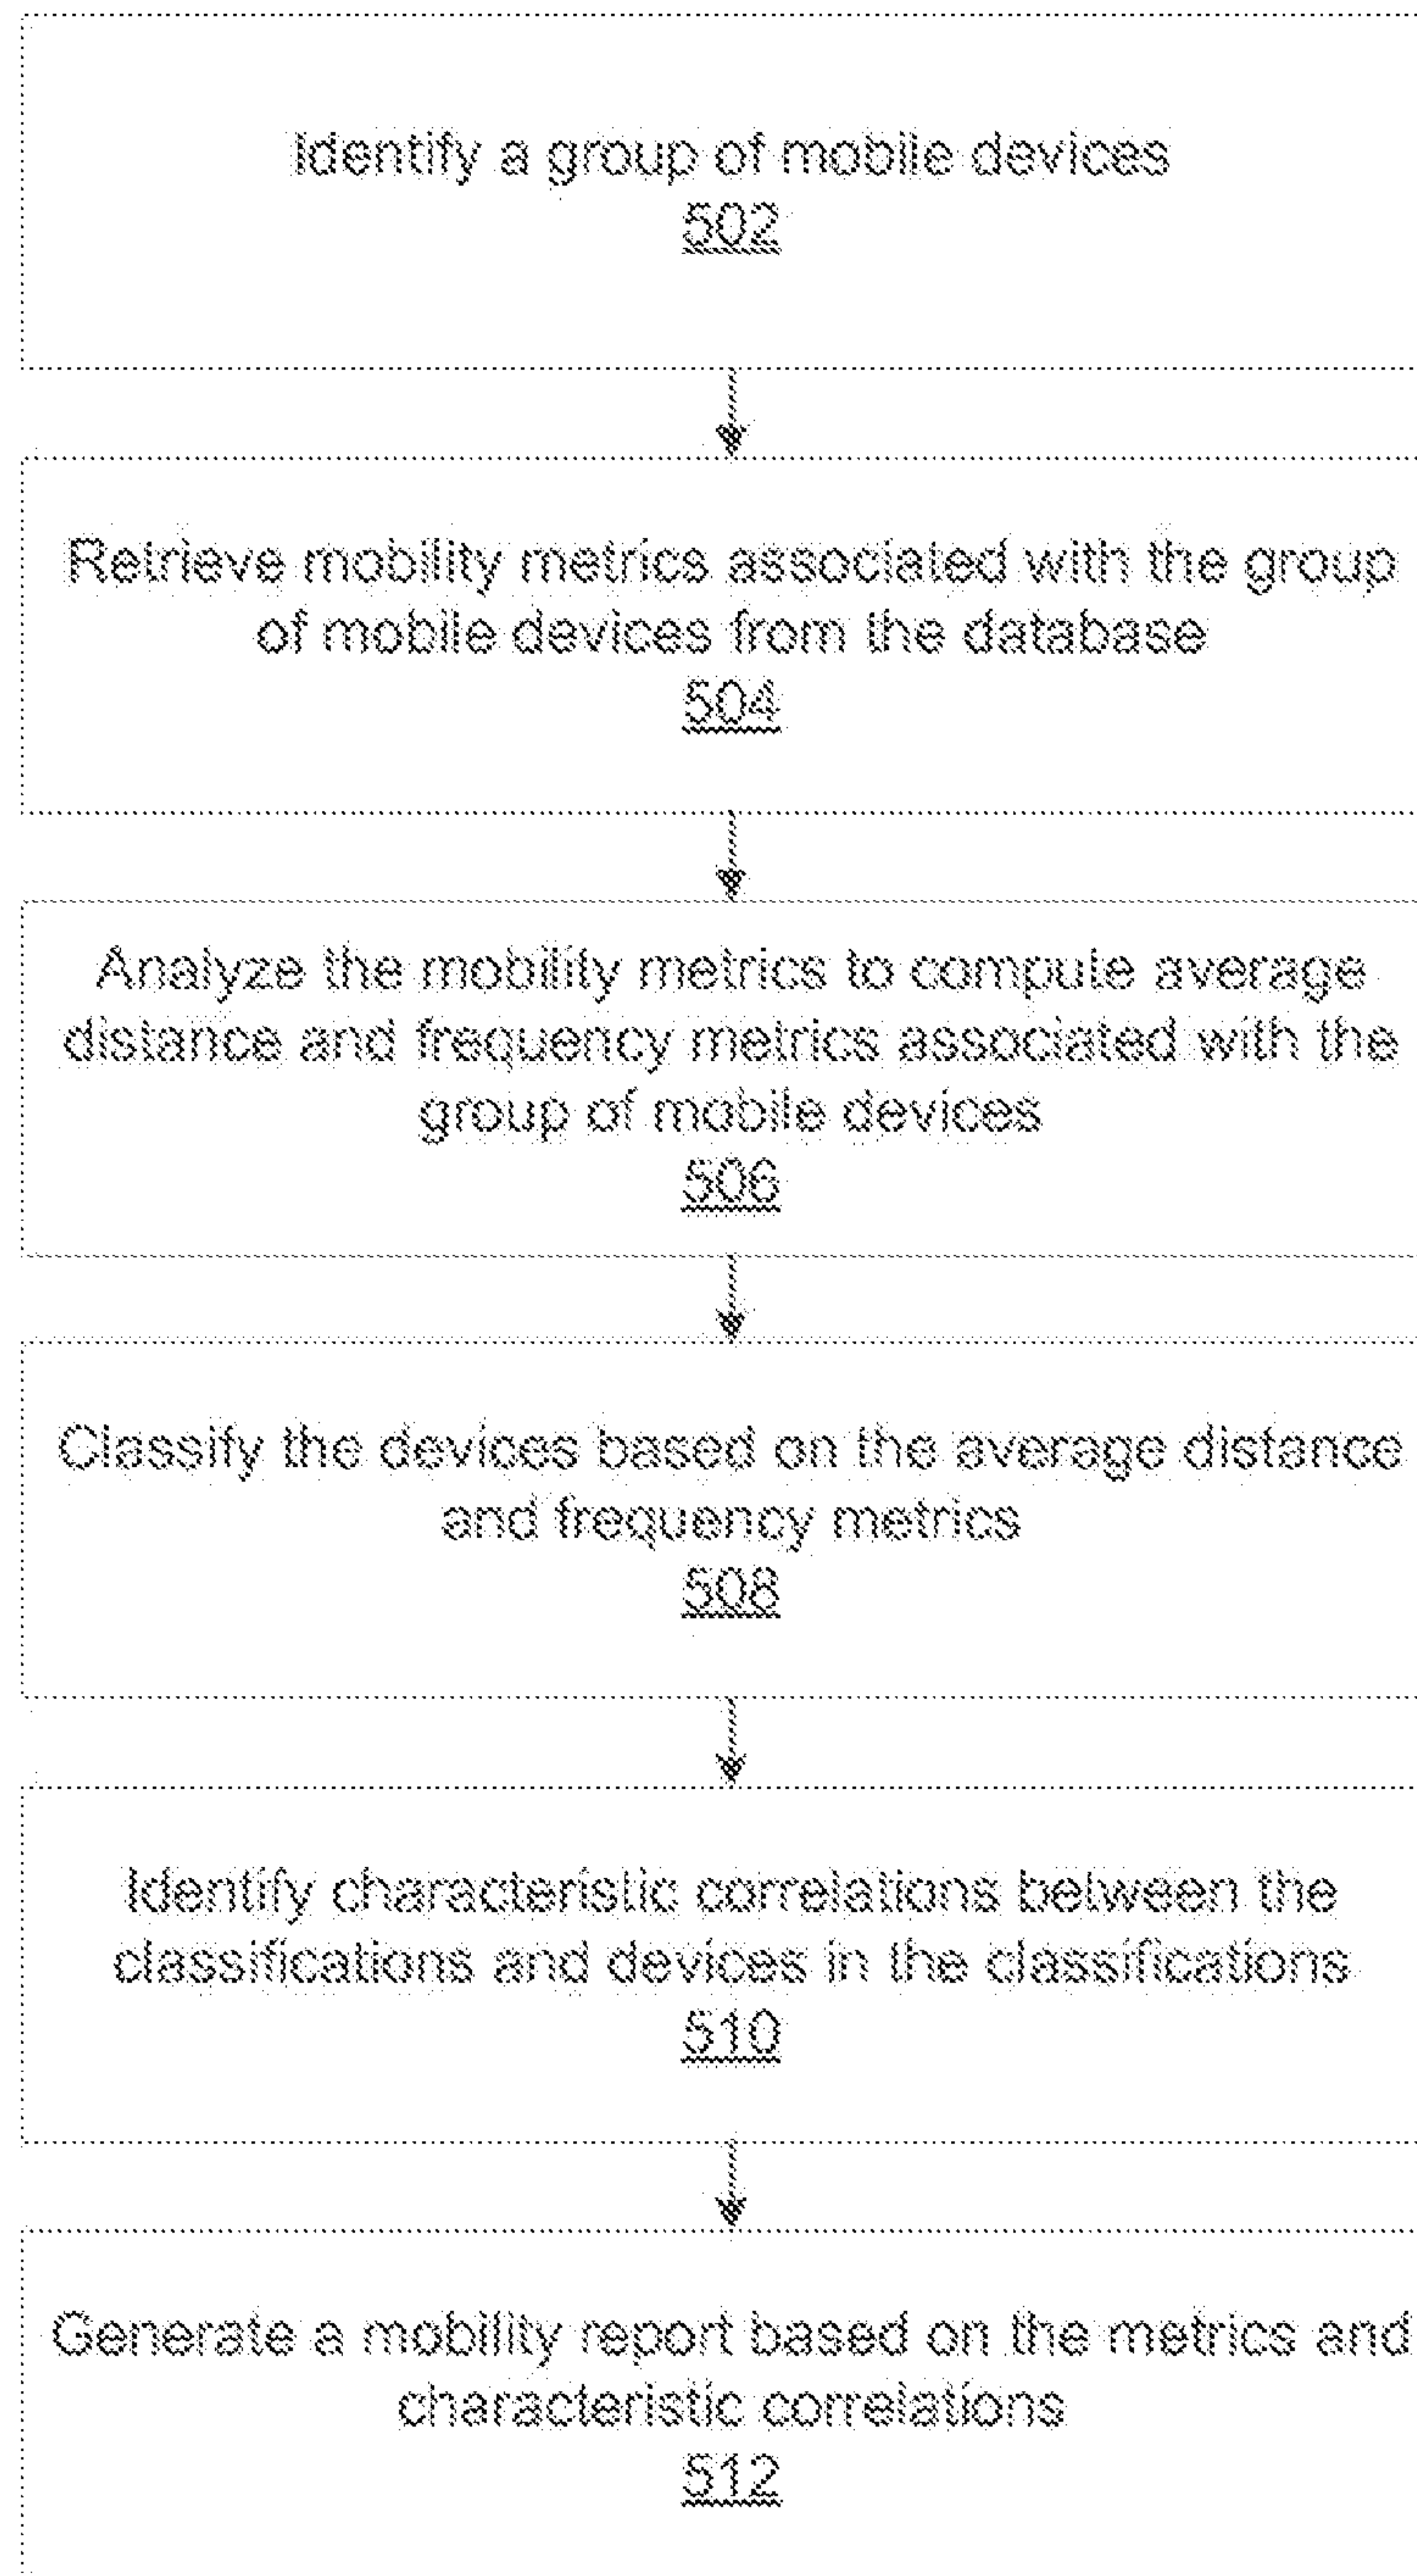 Identify a group of mobile devices
502
Retrieve mobility metrics associated with the group
of mobile devices from the database
504
Analyze the mobility metrics to compute average
distance and frequency metrics associated with the
group of mobile devices
506
Classify the devices based on the average distance
and frequency metrics
508
Identify characteristic correlations between the
classifications and devices in the classifications
510
Generate a mobility report based on the metrics and
characteristic correlations
512